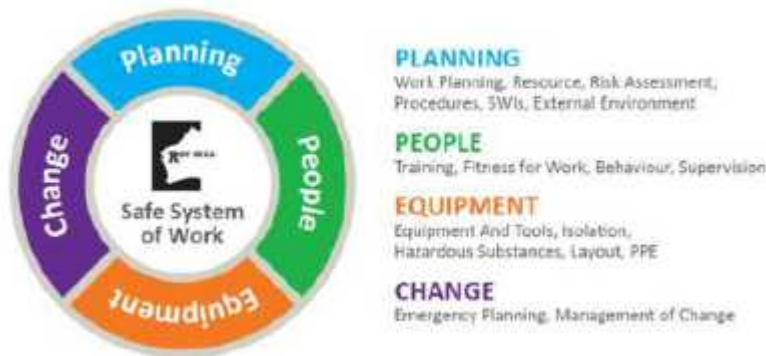 Planning
People
Equipment
Change
ROY HILL
Safe System
of Work
PLANNING
Work Planning, Resource, Risk Assessment,
Procedures, SWIs, External Environment
PEOPLE
Training, Fitness for Work, Behaviour, Supervision
EQUIPMENT
Equipment And Tools, Isolation,
Hazardous Substances, Layout, PPE
CHANGE
Emergency Planning, Management of Change